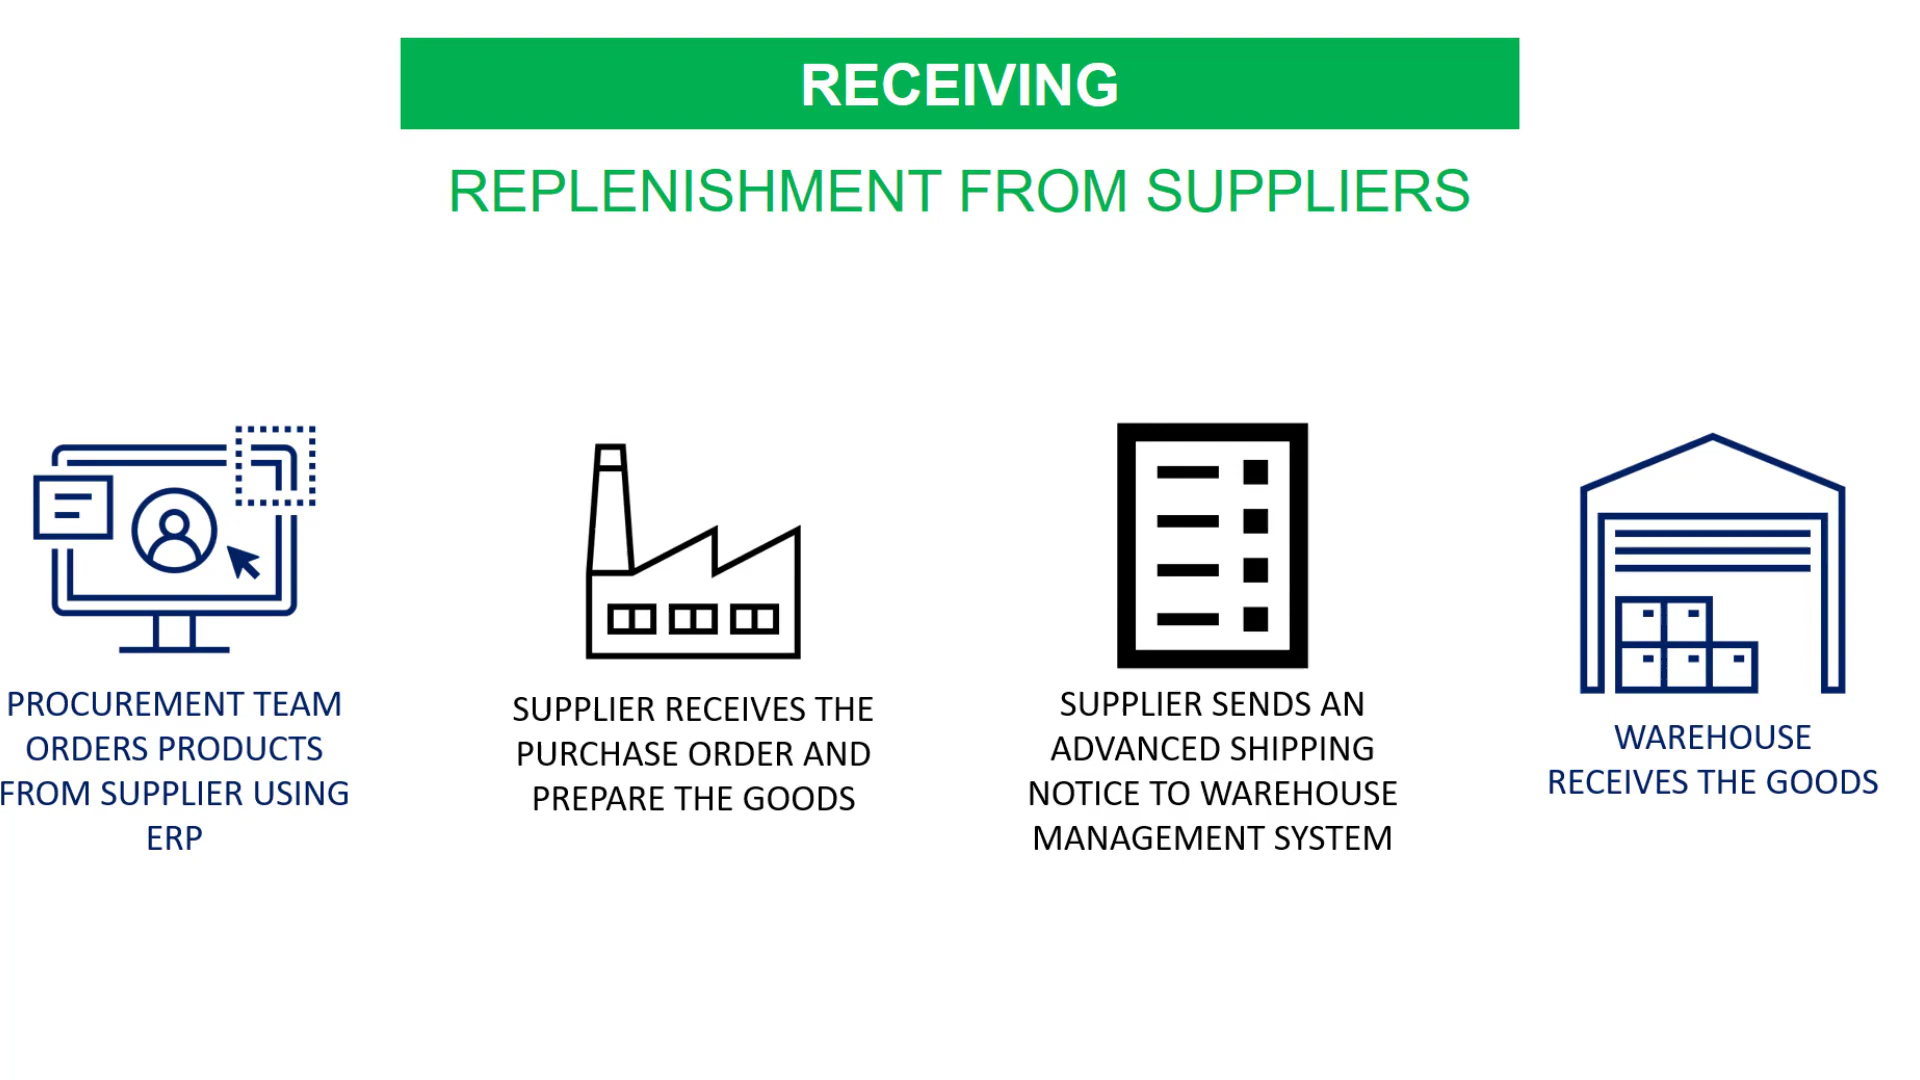 RECEIVING
REPLENISHMENT FROM SUPPLIERS
PROCUREMENT TEAM
ORDERS PRODUCTS
FROM SUPPLIER USING
ERP
SUPPLIER RECEIVES THE
PURCHASE ORDER AND
PREPARE THE GOODS
SUPPLIER SENDS AN
ADVANCED SHIPPING
NOTICE TO WAREHOUSE
MANAGEMENT SYSTEM
WAREHOUSE
RECEIVES THE GOODS